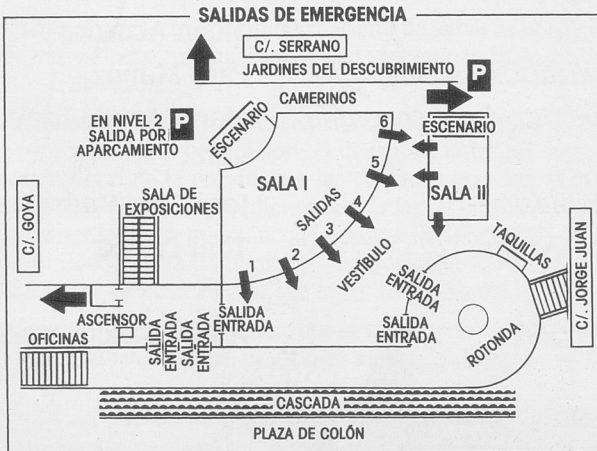 SALIDAS DE EMERGENCIA
C/. SERRANO
JARDINES DEL DESCUBRIMIENTO
P
CAMERINOS
EN NIVEL 2
SALIDA POR
APARCAMIENTO
P
ESCENARIO
6
ESCENARIO
5
SALA I
SALA II
C/. GOYA
SALA DE
EXPOSICIONES
SALIDAS
4
3
2
1
VESTÍBULO
TAQUILLAS
C/. JORGE JUAN
SALIDA
ENTRADA
SALIDA
ENTRADA
SALIDA
ENTRADA
ASCENSOR
SALIDA
ENTRADA
SALIDA
ENTRADA
OFICINAS
ROTONDA
CASCADA
PLAZA DE COLÓN